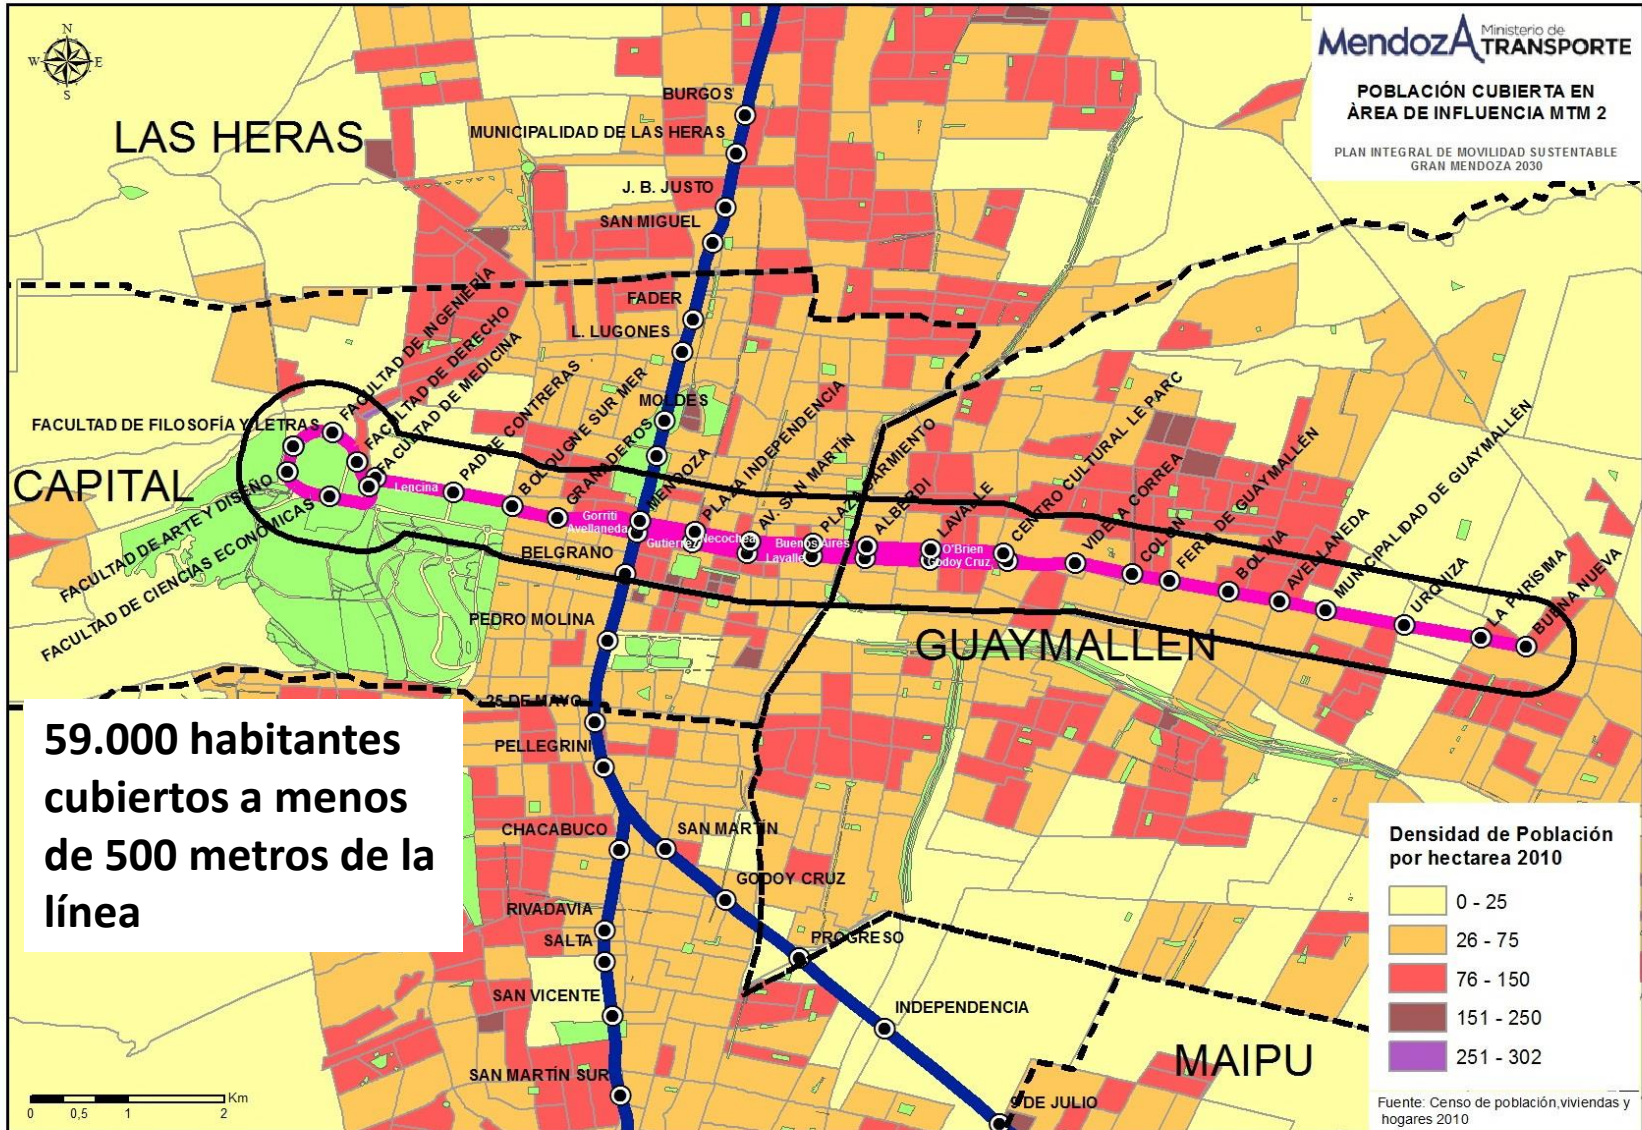 N
W
E
S
MendozA
Ministerio de
TRANSPORTE
POBLACIÓN CUBIERTA EN
ÀREA DE INFLUENCIA MTM 2
PLAN INTEGRAL DE MOVILIDAD SUSTENTABLE
GRAN MENDOZA 2030
LAS HERAS
BURGOS
MUNICIPALIDAD DE LAS HERAS
J. B. JUSTO
SAN MIGUEL
FADER
L. LUGONES
MOLDES
FACULTAD DE INGENIERÍA
FACULTAD DE DERECHO
FACULTAD DE MEDICINA
FACULTAD DE FILOSOFÍA Y LETRAS
CAPITAL
FACULTAD DE ARTE Y DISEÑO
FACULTAD DE CIENCIAS ECONÓMICAS
Lencina
PADRE CONTRERAS
BOLOUGNE SUR MER
GRANADEROS
Gorriti
Avellaneda
MENDOZA
Gutierrez
PLAZA INDEPENDENCIA
Necochea
AV. SAN MARTÍN
Buenos Aires
Lavalle
PLAZA SARMIENTO
ALBERDI
LAVALLE
O'Brien
Godoy Cruz
CENTRO CULTURAL LE PARC
VIDELA CORREA
COLON
FERIA DE GUAYMALLÉN
BOLIVIA
AVELLANEDA
MUNICIPALIDAD DE GUAYMALLÉN
URQUIZA
LA PURISIMA
BUENA NUEVA
BELGRANO
PEDRO MOLINA
GUAYMALLEN
25 DE MAYO
PELLEGRINI
CHACABUCO
SAN MARTÍN
GODOY CRUZ
RIVADAVIA
SALTA
PROGRESO
SAN VICENTE
INDEPENDENCIA
MAIPU
SAN MARTÍN SUR
9 DE JULIO
59.000 habitantes
cubiertos a menos
de 500 metros de la
línea
Densidad de Población
por hectarea 2010
0 - 25
26 - 75
76 - 150
151 - 250
251 - 302
Fuente: Censo de población,viviendas y
hogares 2010
0 0,5 1 2 Km